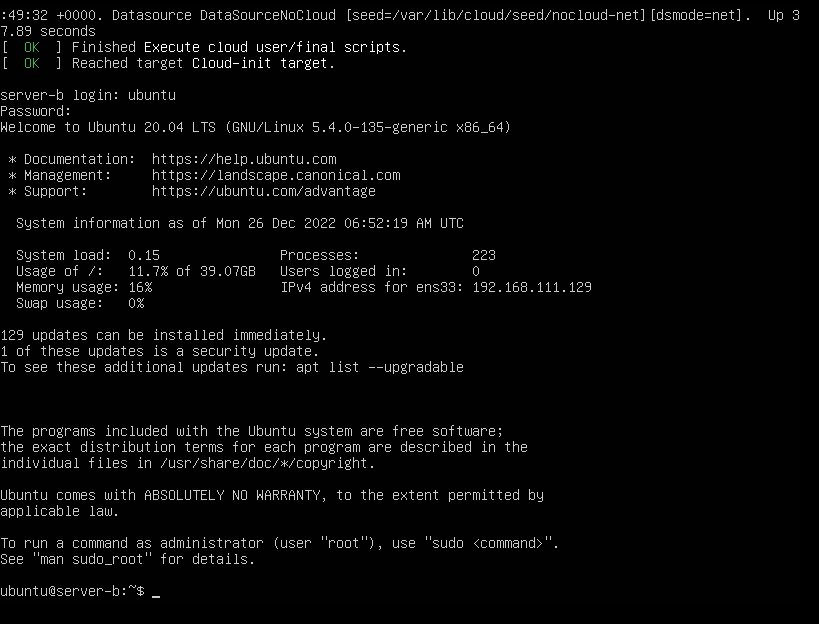 :49:32 +0000. Datasource DataSourceNoCloud [seed=/var/lib/cloud/seed/nocloud-net][dsmode=net].  Up 3
7.89 seconds
[  OK  ] Finished Execute cloud user/final scripts.
[  OK  ] Reached target Cloud-init target.
server-b login: ubuntu
Password:
Welcome to Ubuntu 20.04 LTS (GNU/Linux 5.4.0-135-generic x86_64)
 * Documentation:  https://help.ubuntu.com
 * Management:     https://landscape.canonical.com
 * Support:        https://ubuntu.com/advantage
  System information as of Mon 26 Dec 2022 06:52:19 AM UTC
  System load:  0.15               Processes:              223
  Usage of /:   11.7% of 39.07GB   Users logged in:        0
  Memory usage: 16%                IPv4 address for ens33: 192.168.111.129
  Swap usage:   0%
129 updates can be installed immediately.
1 of these updates is a security update.
To see these additional updates run: apt list --upgradable
The programs included with the Ubuntu system are free software;
the exact distribution terms for each program are described in the
individual files in /usr/share/doc/*/copyright.
Ubuntu comes with ABSOLUTELY NO WARRANTY, to the extent permitted by
applicable law.
To run a command as administrator (user "root"), use "sudo <command>".
See "man sudo_root" for details.
ubuntu@server-b:~$ _